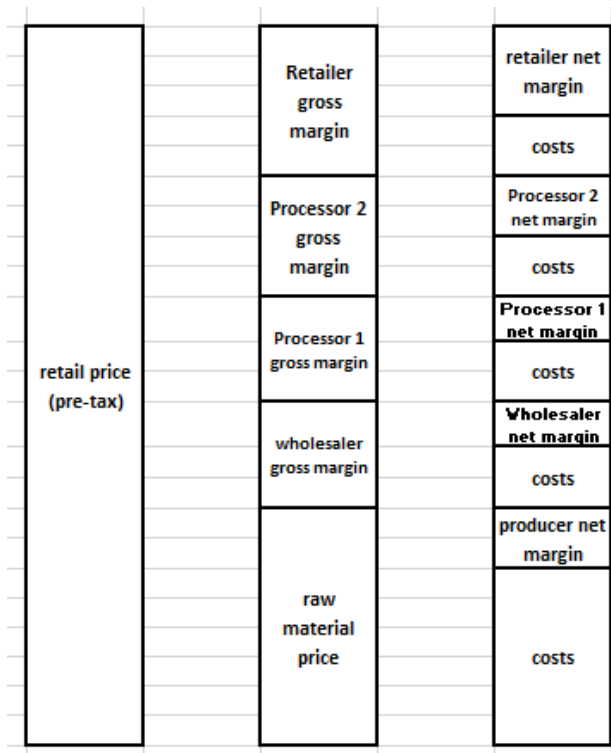 retail price
(pre-tax)
Retailer
gross
margin
Processor 2
gross
margin
Processor 1
gross margin
wholesaler
gross margin
raw
material
price
retailer net
margin
costs
Processor 2
net margin
costs
Processor 1
net margin
costs
Wholesaler
net margin
costs
producer net
margin
costs